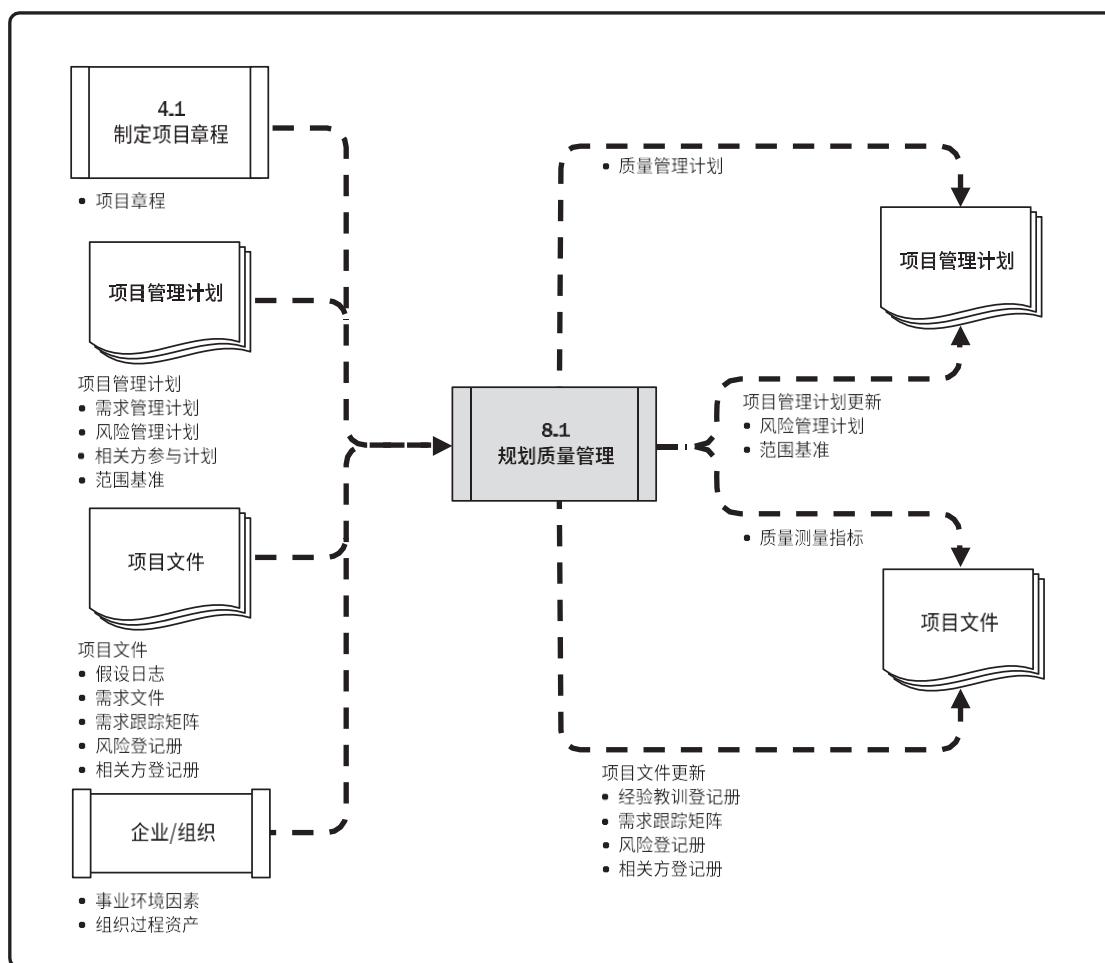 4.1
制定项目章程
• 项目章程
项目管理计划
项目管理计划
• 需求管理计划
• 风险管理计划
• 相关方参与计划
• 范围基准
项目文件
项目文件
• 假设日志
• 需求文件
• 需求跟踪矩阵
• 风险登记册
• 相关方登记册
企业/组织
• 事业环境因素
• 组织过程资产
8.1
规划质量管理
• 质量管理计划
项目管理计划
项目管理计划更新
• 风险管理计划
• 范围基准
• 质量测量指标
项目文件
项目文件更新
• 经验教训登记册
• 需求跟踪矩阵
• 风险登记册
• 相关方登记册